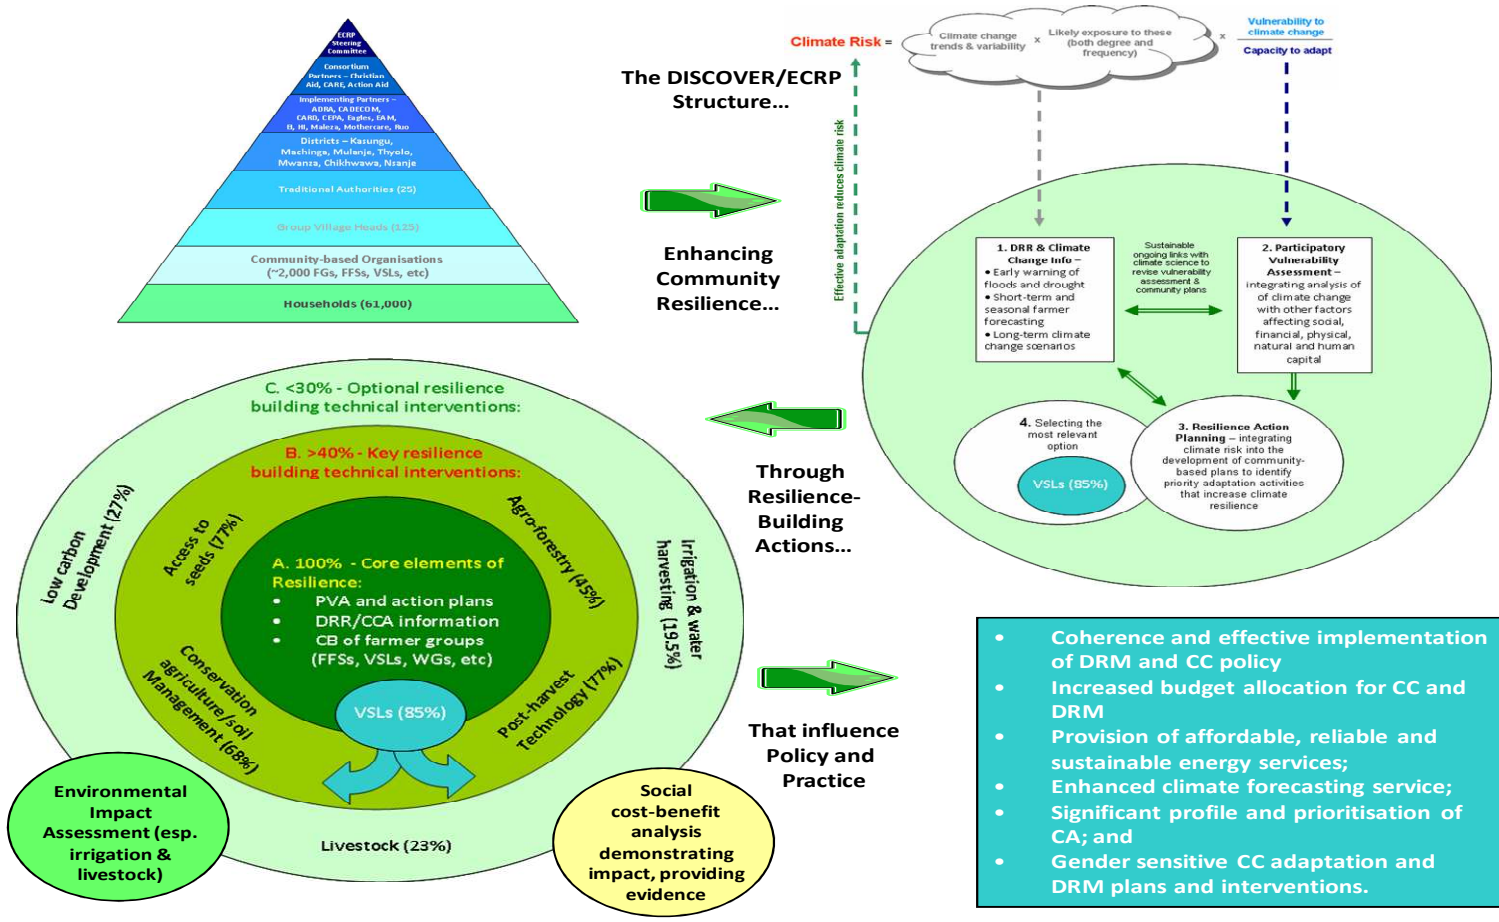 ECRP
Steering
Committee
Consortium
Partners – Christian
Aid, CARE, Action Aid
Implementing Partners –
ADRA, CADECOM,
CARD, CEPA, Eagles, EAM,
EI, HI, Maleza, Mothercare, Ruo
Districts – Kasungu,
Machinga, Mulanje, Thyolo,
Mwanza, Chikhwawa, Nsanje
Traditional Authorities (25)
Group Village Heads (125)
Community-based Organisations
(~2,000 FGs, FFSs, VSLs, etc)
Households (61,000)
The DISCOVER/ECRP
Structure...
Enhancing
Community
Resilience...
Climate Risk =
Climate change
trends & variability
x
Likely exposure to these
(both degree and
frequency)
x
Vulnerability to
climate change
Capacity to adapt
Effective adaptation reduces climate risk
1. DRR & Climate
Change Info –
• Early warning of
floods and drought
• Short-term and
seasonal farmer
forecasting
• Long-term climate
change scenarios
Sustainable
ongoing links with
climate science to
revise vulnerability
assessment &
community plans
2. Participatory
Vulnerability
Assessment –
integrating analysis of
of climate change
with other factors
affecting social,
financial, physical,
natural and human
capital
4. Selecting the
most relevant
option
VSLs (85%)
3. Resilience Action
Planning – integrating
climate risk into the
development of community-
based plans to identify
priority adaptation activities
that increase climate
resilience
Through
Resilience-
Building
Actions...
C. <30% - Optional resilience
building technical interventions:
B. >40% - Key resilience
building technical interventions:
A. 100% - Core elements of
Resilience:
• PVA and action plans
• DRR/CCA information
• CB of farmer groups
(FFSs, VSLs, WGs, etc)
VSLs (85%)
Low carbon
Development (27%)
Access to
seeds (77%)
Agro-forestry (45%)
Irrigation & water
harvesting (19.5%)
Conservation
agriculture/soil
Management (68%)
Post-harvest
Technology (77%)
Livestock (23%)
Environmental
Impact
Assessment (esp.
irrigation &
livestock)
Social
cost-benefit
analysis
demonstrating
impact, providing
evidence
That influence
Policy and
Practice
• Coherence and effective implementation
of DRM and CC policy
• Increased budget allocation for CC and
DRM
• Provision of affordable, reliable and
sustainable energy services;
• Enhanced climate forecasting service;
• Significant profile and prioritisation of
CA; and
• Gender sensitive CC adaptation and
DRM plans and interventions.